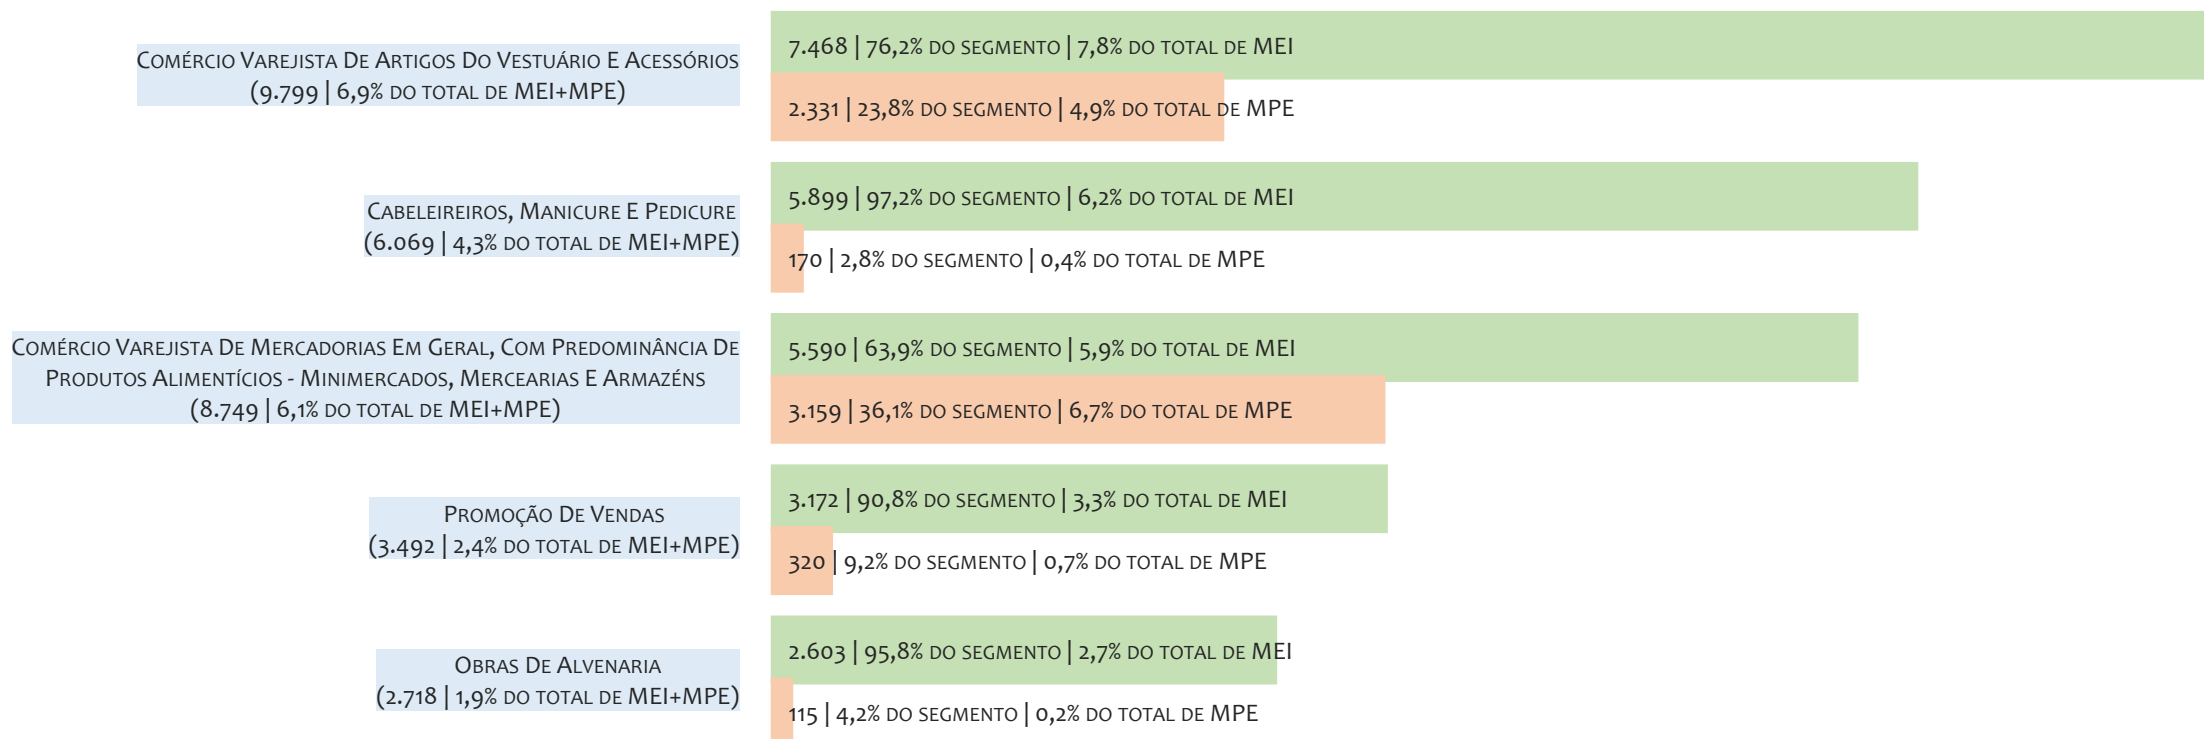 Comércio Varejista De Artigos Do Vestuário E Acessórios
(9.799 | 6,9% do total de MEI+MPE)
7.468 | 76,2% do segmento | 7,8% do total de MEI
2.331 | 23,8% do segmento | 4,9% do total de MPE
Cabeleireiros, Manicure E Pedicure
(6.069 | 4,3% do total de MEI+MPE)
5.899 | 97,2% do segmento | 6,2% do total de MEI
170 | 2,8% do segmento | 0,4% do total de MPE
Comércio Varejista De Mercadorias Em Geral, Com Predominância De
Produtos Alimentícios - Minimercados, Mercearias E Armazéns
(8.749 | 6,1% do total de MEI+MPE)
5.590 | 63,9% do segmento | 5,9% do total de MEI
3.159 | 36,1% do segmento | 6,7% do total de MPE
Promoção De Vendas
(3.492 | 2,4% do total de MEI+MPE)
3.172 | 90,8% do segmento | 3,3% do total de MEI
320 | 9,2% do segmento | 0,7% do total de MPE
Obras De Alvenaria
(2.718 | 1,9% do total de MEI+MPE)
2.603 | 95,8% do segmento | 2,7% do total de MEI
115 | 4,2% do segmento | 0,2% do total de MPE